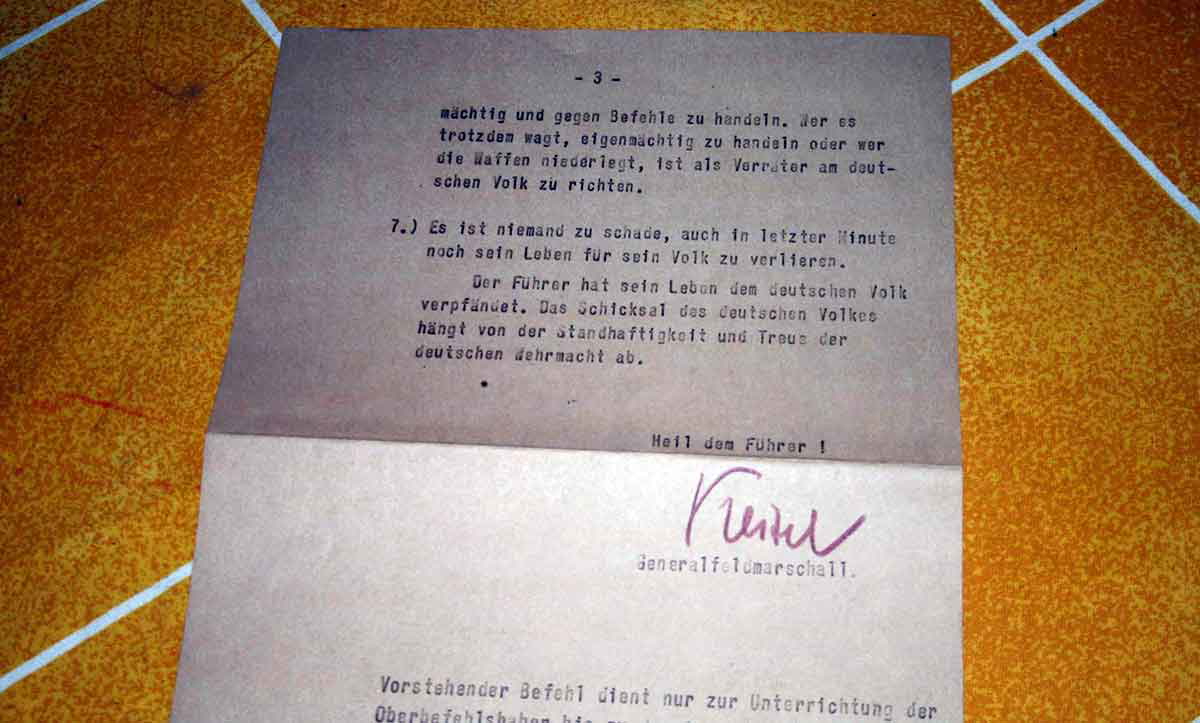 - 3 -
mächtig und gegen Befehle zu handeln. Wer es
trotzdem wagt, eigenmächtig zu handeln oder wer
die Waffen niederlegt, ist als Verräter am deut-
schen Volk zu richten.
7.) Es ist niemand zu schade, auch in letzter Minute
noch sein Leben für sein Volk zu verlieren.
Der Führer hat sein Leben dem deutschen Volk
verpfändet. Das Schicksal des deutschen Volkes
hängt von der Standhaftigkeit und Treue der
deutschen Wehrmacht ab.
Heil dem Führer !
Keitel
Generalfeldmarschall.
Vorstehender Befehl dient nur zur Unterrichtung der
Oberbefehlshaber